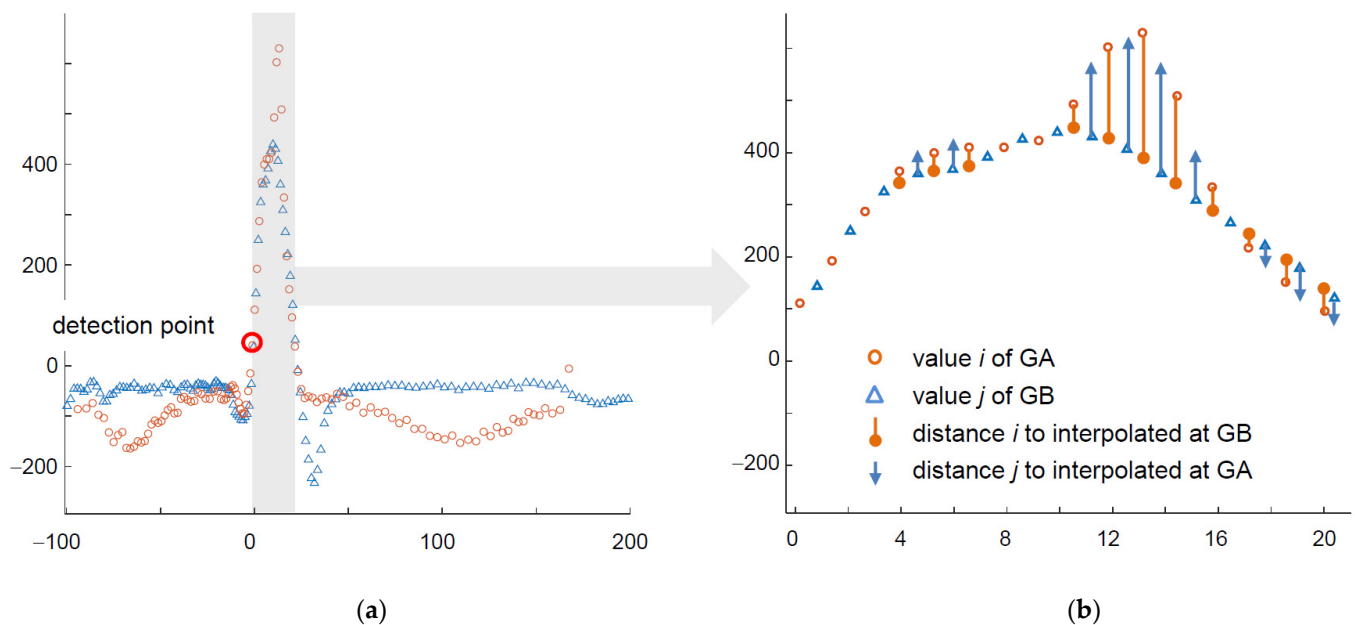 400
200
detection point
0
−200
−100
0
100
200
(a)
400
200
0
−200
value i of GA
value j of GB
distance i to interpolated at GB
distance j to interpolated at GA
0
4
8
12
16
20
(b)